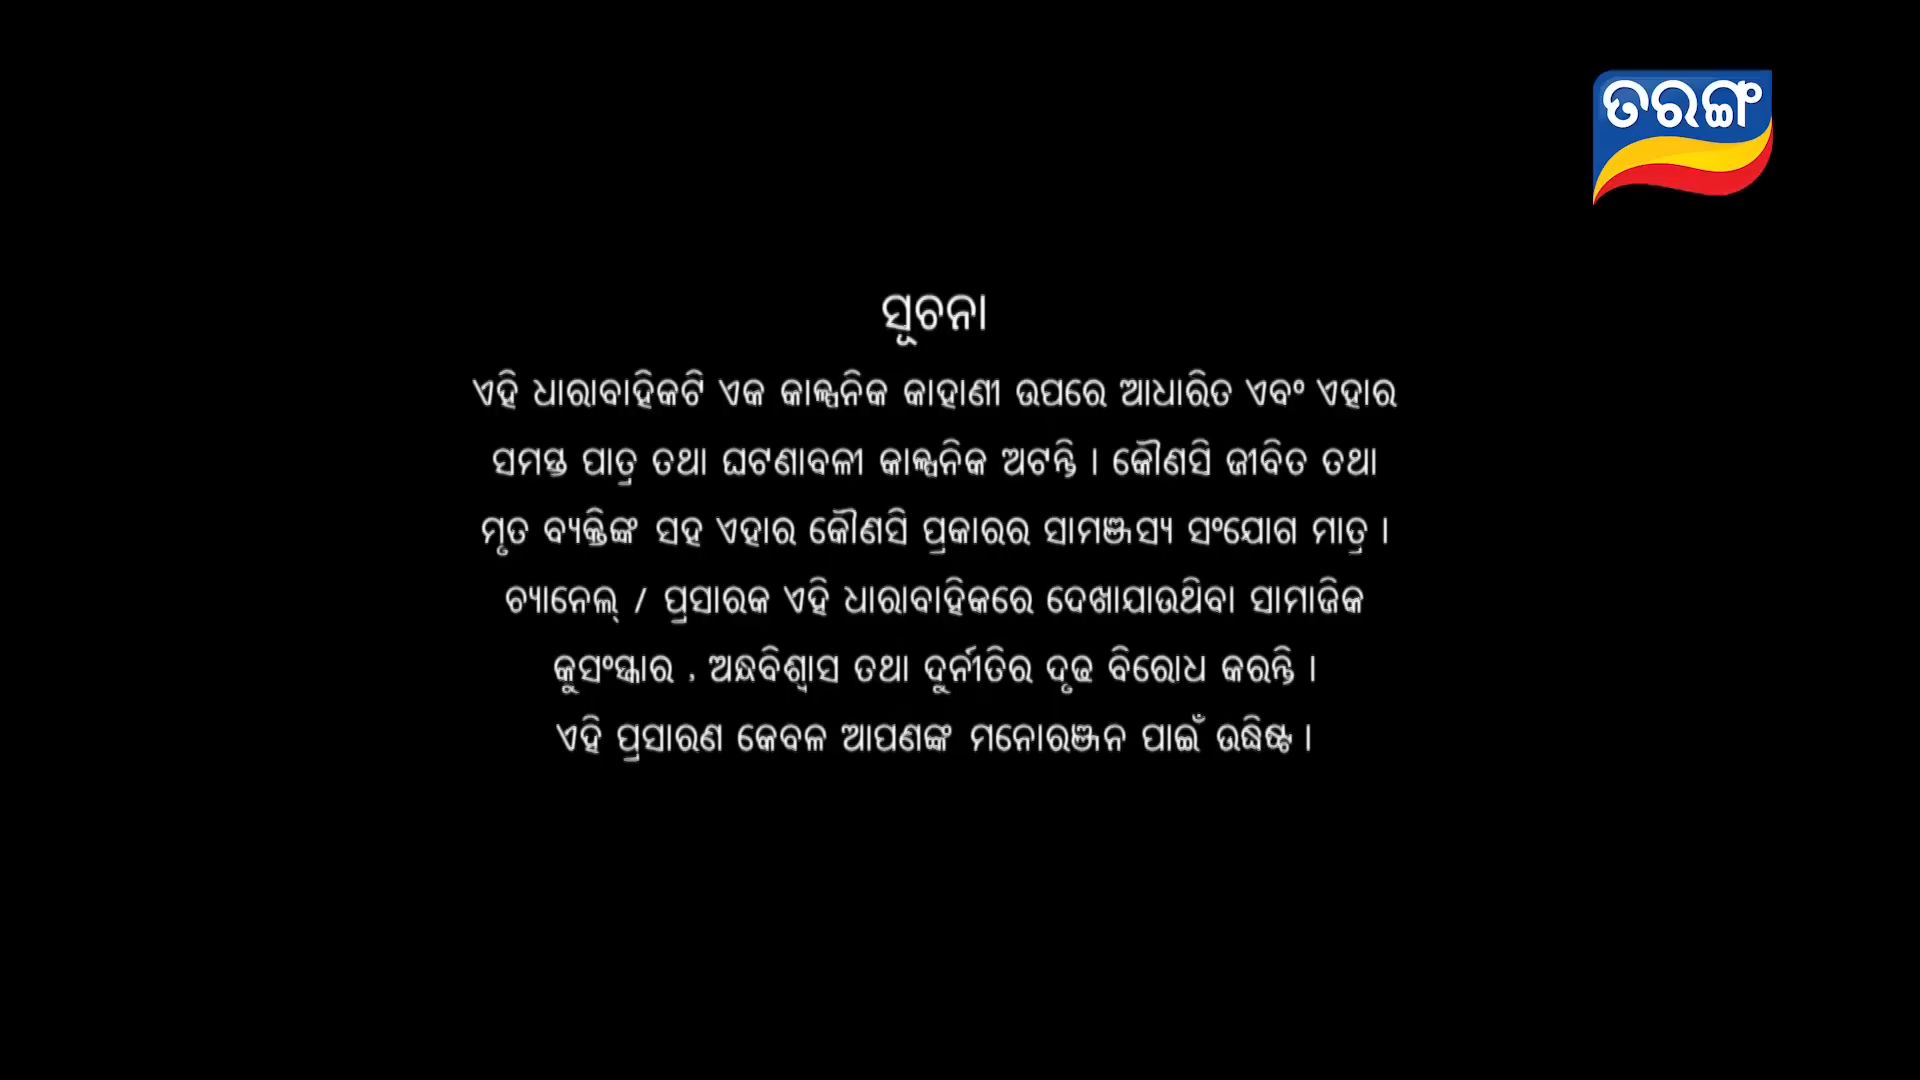 ତରଙ୍ଗ
ସୂଚନା
ଏହି ଧାରାବାହିକଟି ଏକ କାଳ୍ପନିକ କାହାଣୀ ଉପରେ ଆଧାରିତ ଏବଂ ଏହାର
ସମସ୍ତ ପାତ୍ର ତଥା ଘଟଣାବଳୀ କାଳ୍ପନିକ ଅଟନ୍ତି । କୌଣସି ଜୀବିତ ତଥା
ମୃତ ବ୍ୟକ୍ତିଙ୍କ ସହ ଏହାର କୌଣସି ପ୍ରକାରର ସାମଞ୍ଜସ୍ୟ ସଂଯୋଗ ମାତ୍ର ।
ଚ୍ୟାନେଲ୍ / ପ୍ରସାରକ ଏହି ଧାରାବାହିକରେ ଦେଖାଯାଉଥିବା ସାମାଜିକ
କୁସଂସ୍କାର , ଅନ୍ଧବିଶ୍ୱାସ ତଥା ଦୁର୍ନୀତିର ଦୃଢ ବିରୋଧ କରନ୍ତି ।
ଏହି ପ୍ରସାରଣ କେବଳ ଆପଣଙ୍କ ମନୋରଞ୍ଜନ ପାଇଁ ଉଦ୍ଧିଷ୍ଟ ।